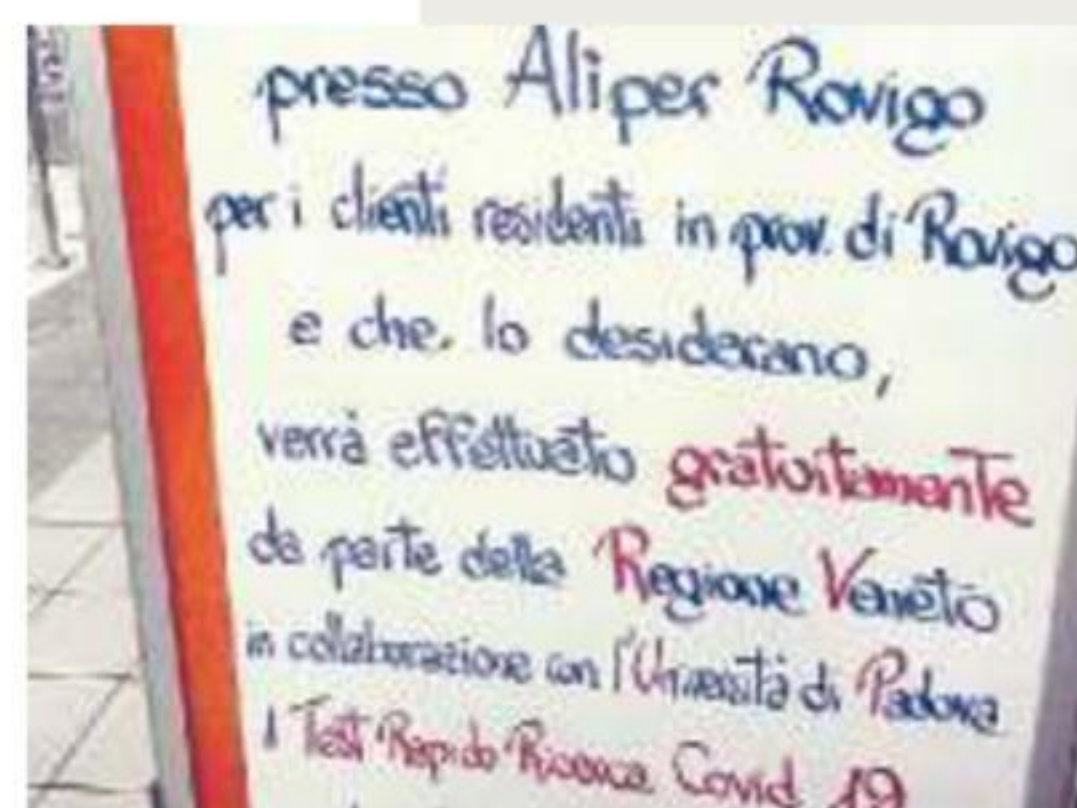 presso Aliper Rovigo
per i clienti residenti in prov. di Rovigo
e che lo desiderano,
verrà effettuato gratuitamente
da parte della Regione Veneto
in collaborazione con l'Università di Padova
il Test Rapido Ricerca Covid 19